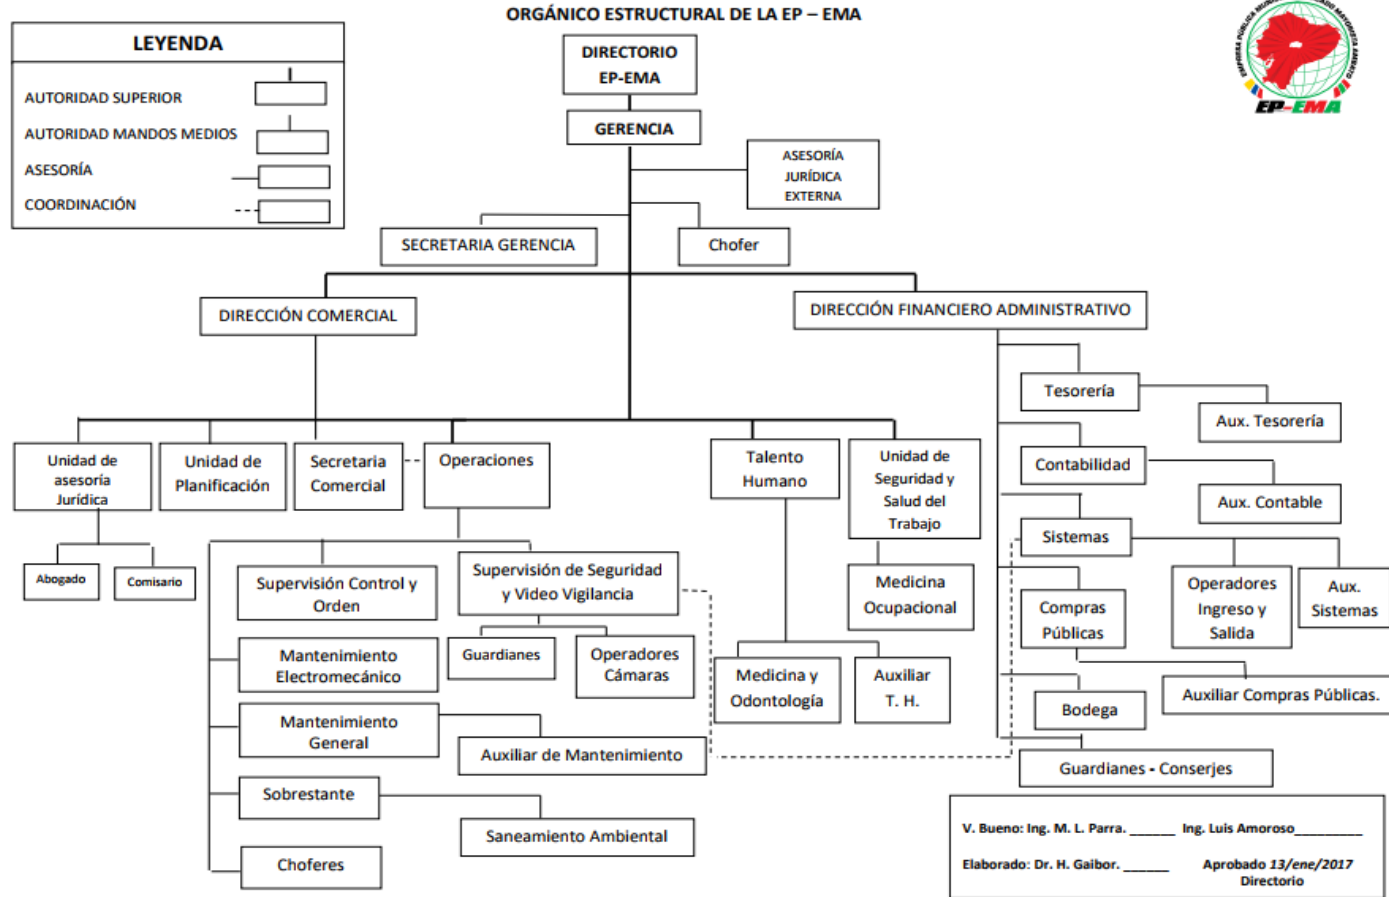 ORGÁNICO ESTRUCTURAL DE LA EP – EMA
LEYENDA
AUTORIDAD SUPERIOR
AUTORIDAD MANDOS MEDIOS
ASESORÍA
COORDINACIÓN
DIRECTORIO
EP-EMA
GERENCIA
EP-EMA
ASESORÍA
JURÍDICA
EXTERNA
SECRETARIA GERENCIA
Chofer
DIRECCIÓN COMERCIAL
DIRECCIÓN FINANCIERO ADMINISTRATIVO
Unidad de
asesoría
Jurídica
Unidad de
Planificación
Secretaria
Comercial
Operaciones
Talento
Humano
Unidad de
Seguridad y
Salud del
Trabajo
Tesorería
Aux. Tesorería
Contabilidad
Aux. Contable
Sistemas
Operadores
Ingreso y
Salida
Aux.
Sistemas
Compras
Públicas
Auxiliar Compras Públicas.
Bodega
Guardianes - Conserjes
Abogado
Comisario
Supervisión Control y
Orden
Supervisión de Seguridad
y Video Vigilancia
Guardianes
Operadores
Cámaras
Medicina
Ocupacional
Medicina y
Odontología
Auxiliar
T. H.
Mantenimiento
Electromecánico
Mantenimiento
General
Auxiliar de Mantenimiento
Sobrestante
Saneamiento Ambiental
Choferes
V. Bueno: Ing. M. L. Parra. ______ Ing. Luis Amoroso_________
Elaborado: Dr. H. Gaibor. ______ Aprobado 13/ene/2017
Directorio